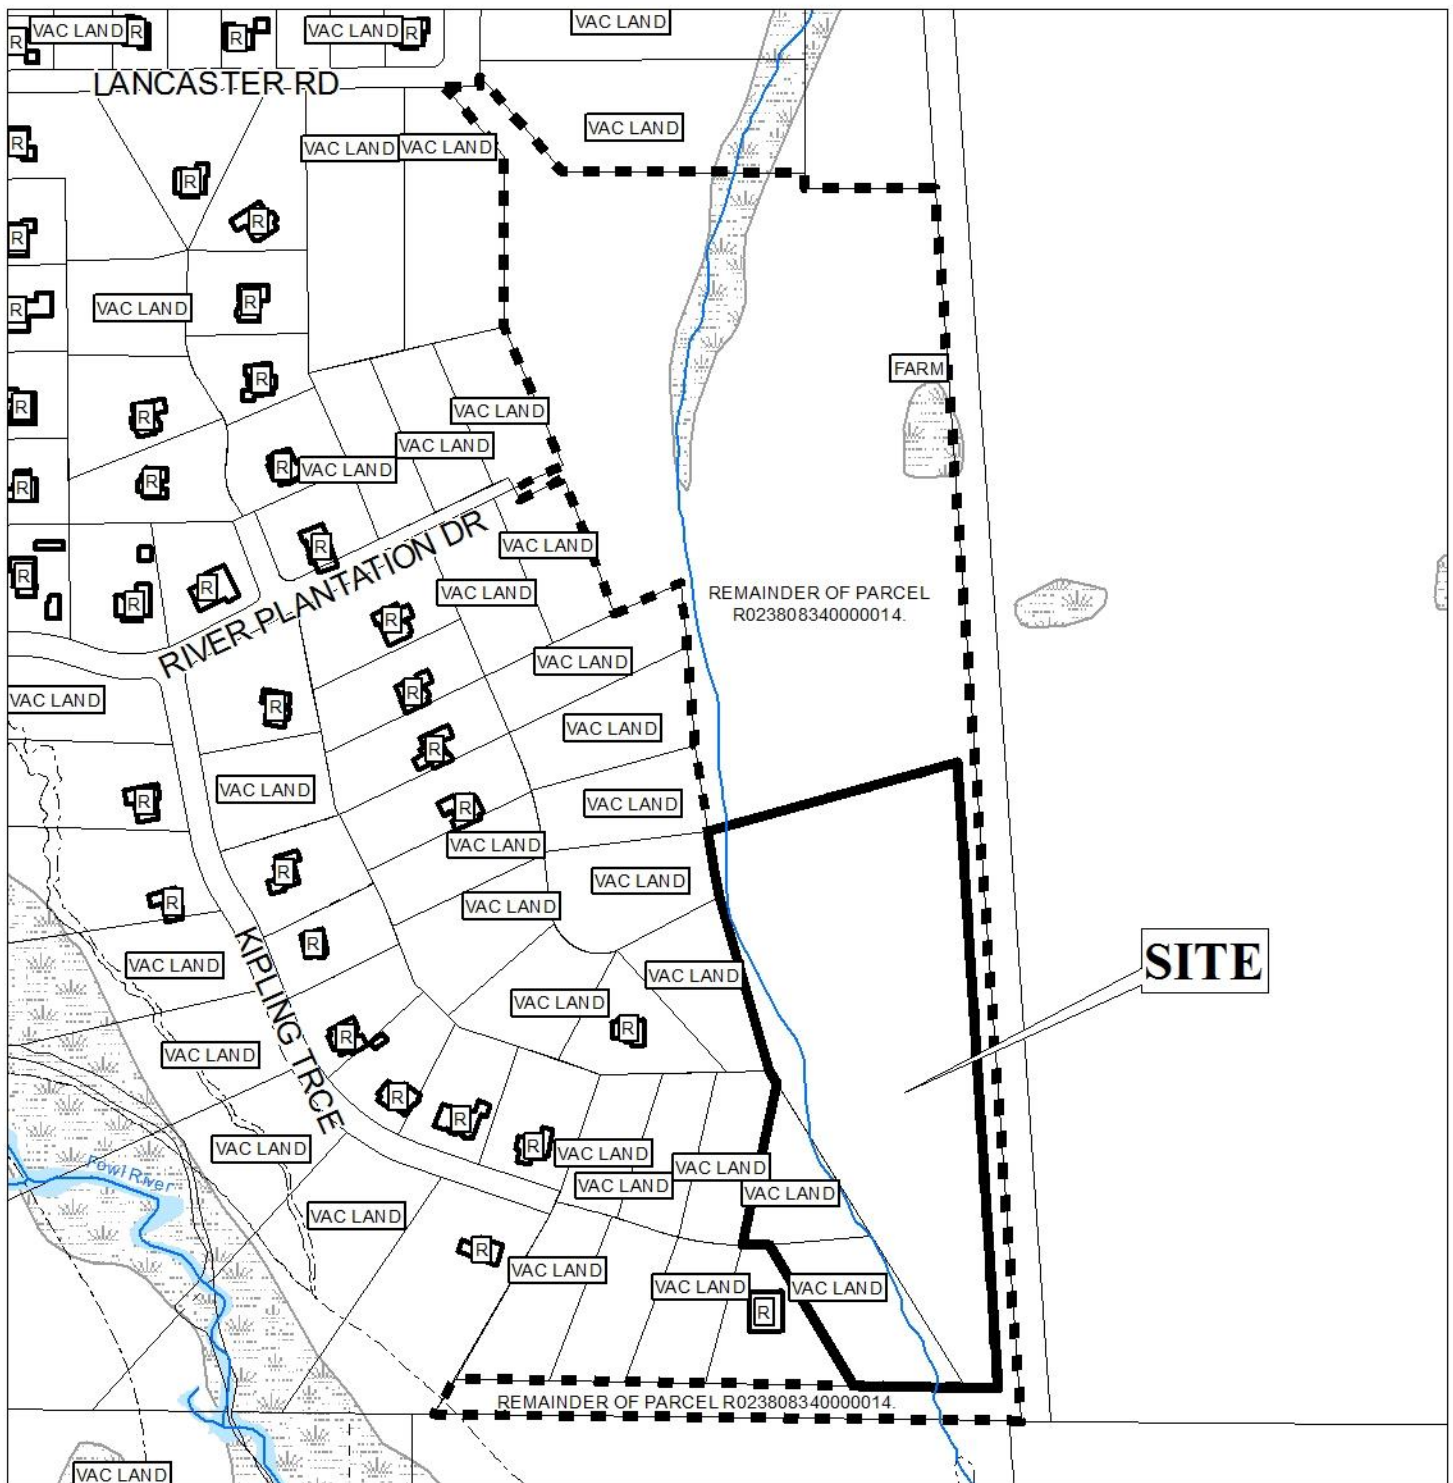 VAC LAND
R
R
R
VAC LAND
R
VAC LAND
LANCASTER RD
VAC LAND
R
VAC LAND
VAC LAND
R
R
R
R
VAC LAND
R
FARM
R
R
R
VAC LAND
VAC LAND
R
VAC LAND
R
R
RIVER PLANTATION DR
R
VAC LAND
R
R
R
VAC LAND
REMAINDER OF PARCEL
R023808340000014.
R
VAC LAND
VAC LAND
R
R
VAC LAND
R
VAC LAND
R
VAC LAND
R
VAC LAND
R
VAC LAND
VAC LAND
R
KIPLING TRCE
R
VAC LAND
VAC LAND
SITE
VAC LAND
R
R
VAC LAND
R
R
R
VAC LAND
VAC LAND
VAC LAND
Fowl River
VAC LAND
VAC LAND
VAC LAND
R
VAC LAND
VAC LAND
VAC LAND
R
REMAINDER OF PARCEL R023808340000014.
VAC LAND